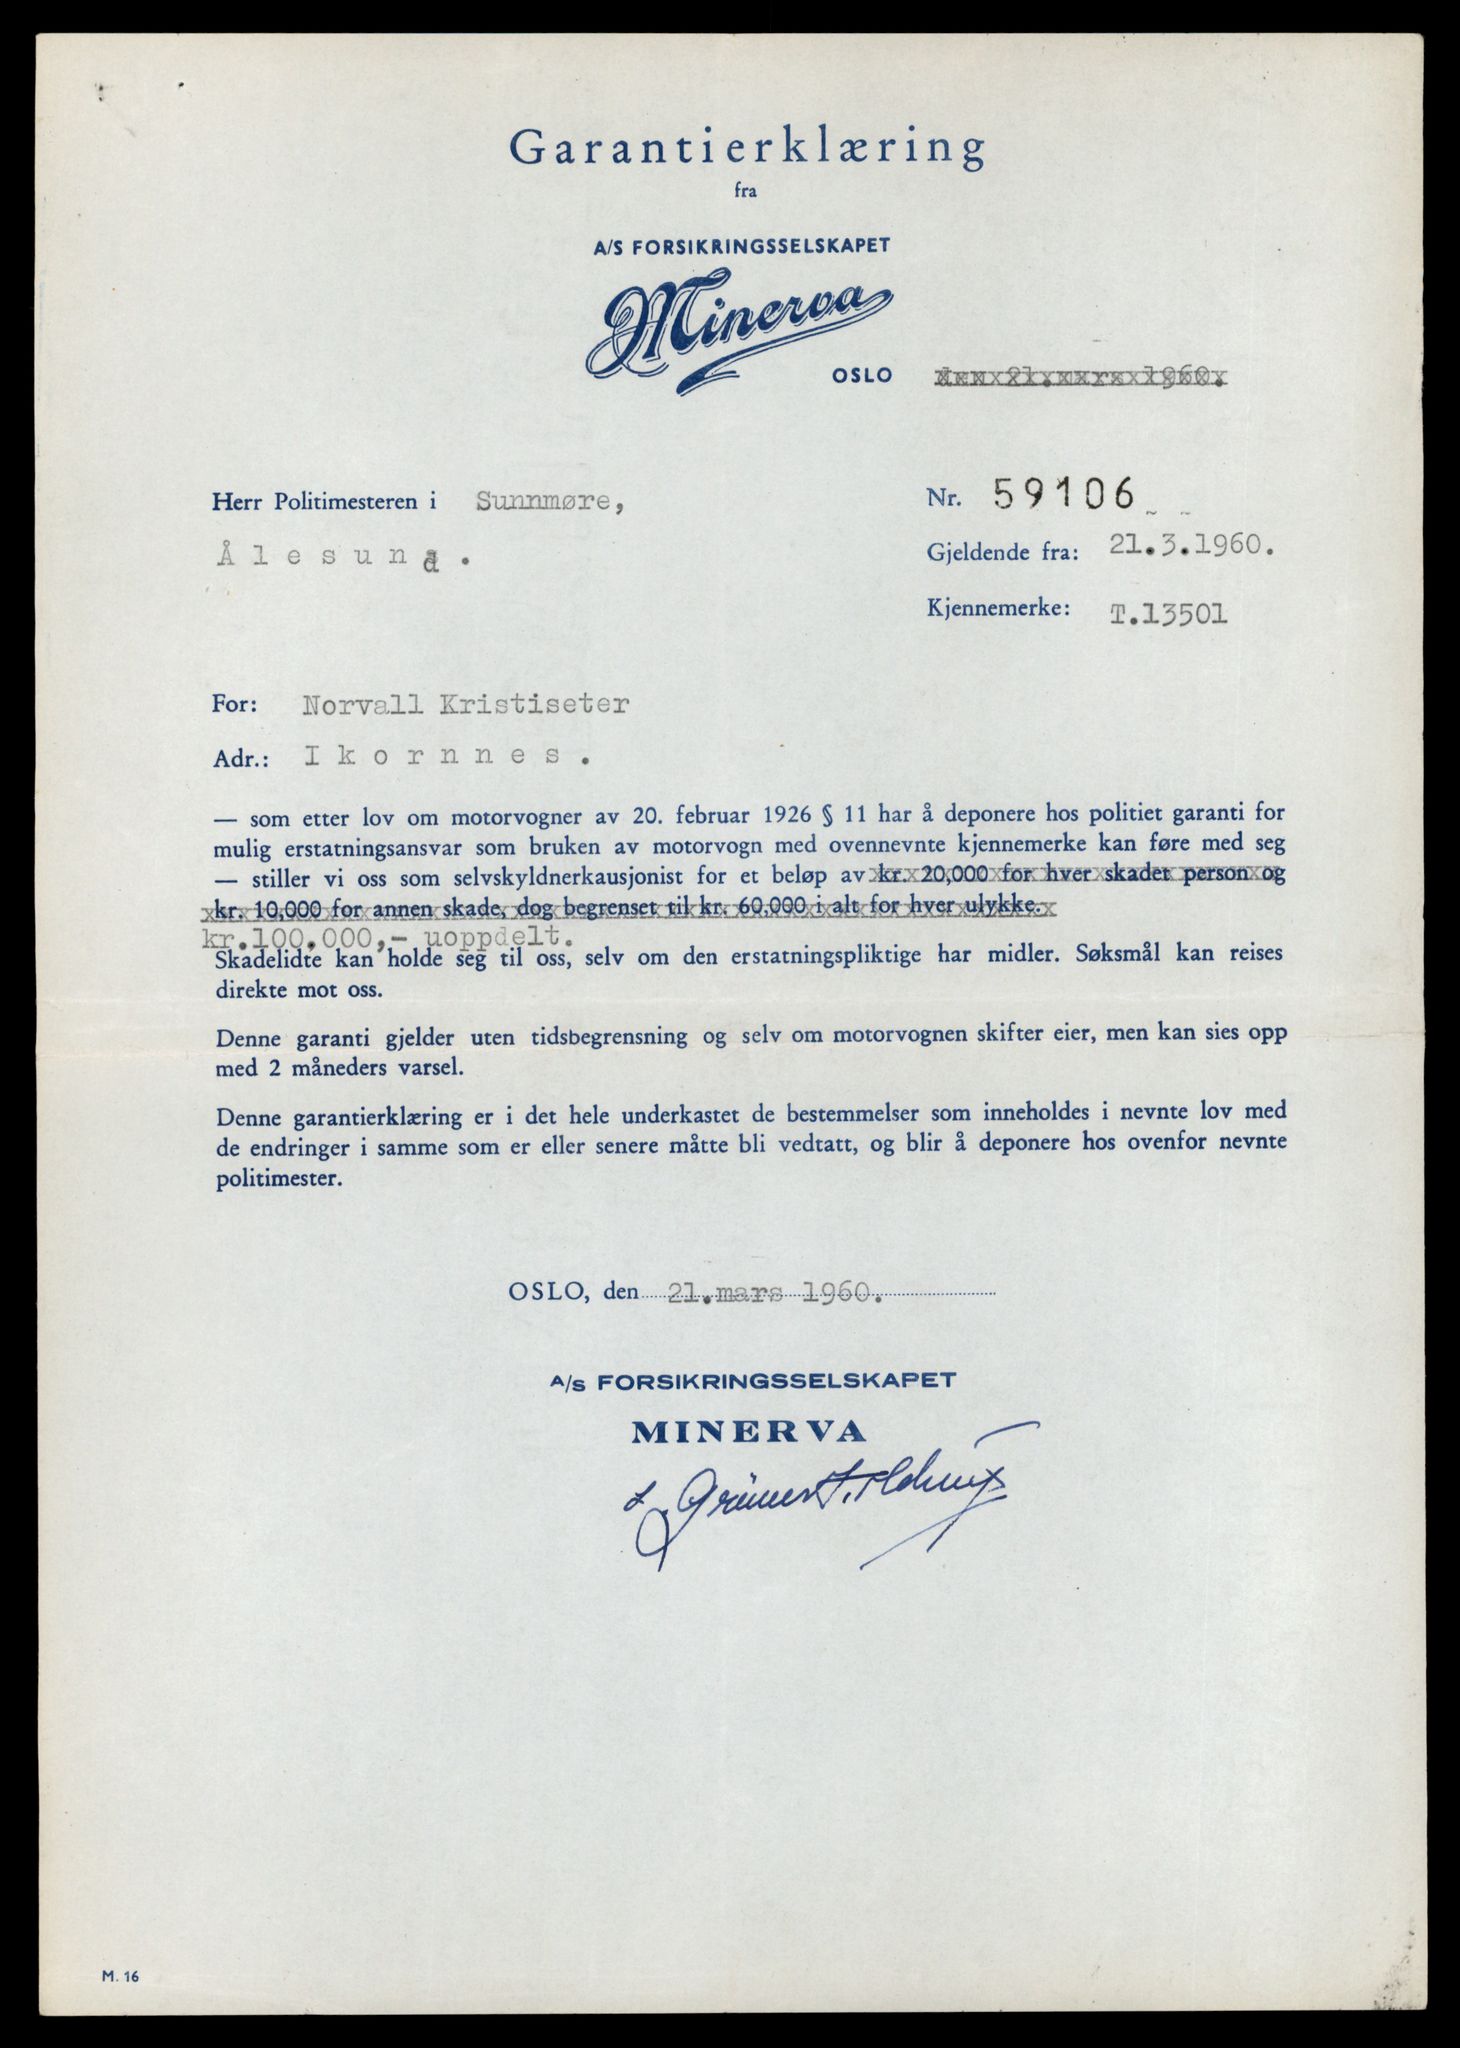 Garantierklæring
fra
A/S FORSIKRINGSSELSKAPET
Minerva
OSLO den 21. mars 1960.
Herr Politimesteren i Sunnmøre,
Ålesund.
Nr. 59106
Gjeldende fra: 21.3.1960.
Kjennemerke: T.13501
For: Norvall Kristiseter
Adr.: Ikornnes.
— som etter lov om motorvogner av 20. februar 1926 § 11 har å deponere hos politiet garanti for
mulig erstatningsansvar som bruken av motorvogn med ovennevnte kjennemerke kan føre med seg
— stiller vi oss som selvskyldnerkausjonist for et beløp av kr. 20,000 for hver skadet person og
kr. 10,000 for annen skade, dog begrenset til kr. 60,000 i alt for hver ulykke.
kr.100.000,- uoppdelt.
Skadelidte kan holde seg til oss, selv om den erstatningspliktige har midler. Søksmål kan reises
direkte mot oss.
Denne garanti gjelder uten tidsbegrensning og selv om motorvognen skifter eier, men kan sies opp
med 2 måneders varsel.
Denne garantierklæring er i det hele underkastet de bestemmelser som inneholdes i nevnte lov med
de endringer i samme som er eller senere måtte bli vedtatt, og blir å deponere hos ovenfor nevnte
politimester.
OSLO, den 21.mars 1960.
A/S FORSIKRINGSSELSKAPET
MINERVA
M. 16